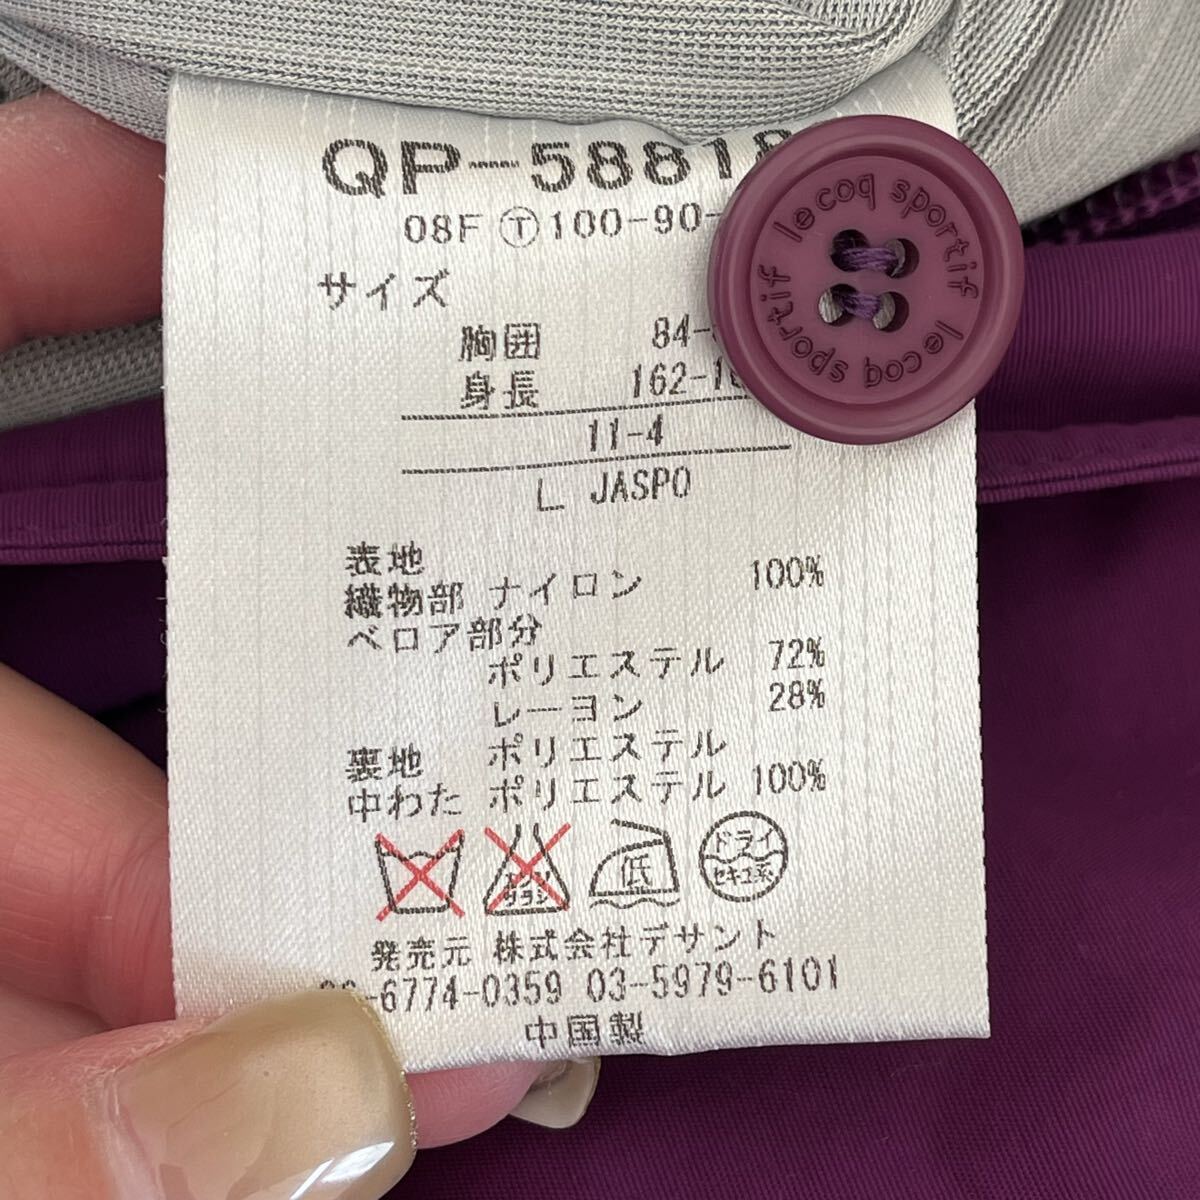 QP-58818
08F Ⓣ 100-90-
サイズ
胸囲 84-
身長 162-
11-4
L JASPO
表地
織物部 ナイロン 100%
ベロア部分
ポリエステル 72%
レーヨン 28%
裏地 ポリエステル
中わた ポリエステル 100%
低
ドライ
セキユ系
発売元 株式会社デサント
-6774-0359 03-5979-6101
中国製
le coq sportif le coq sportif